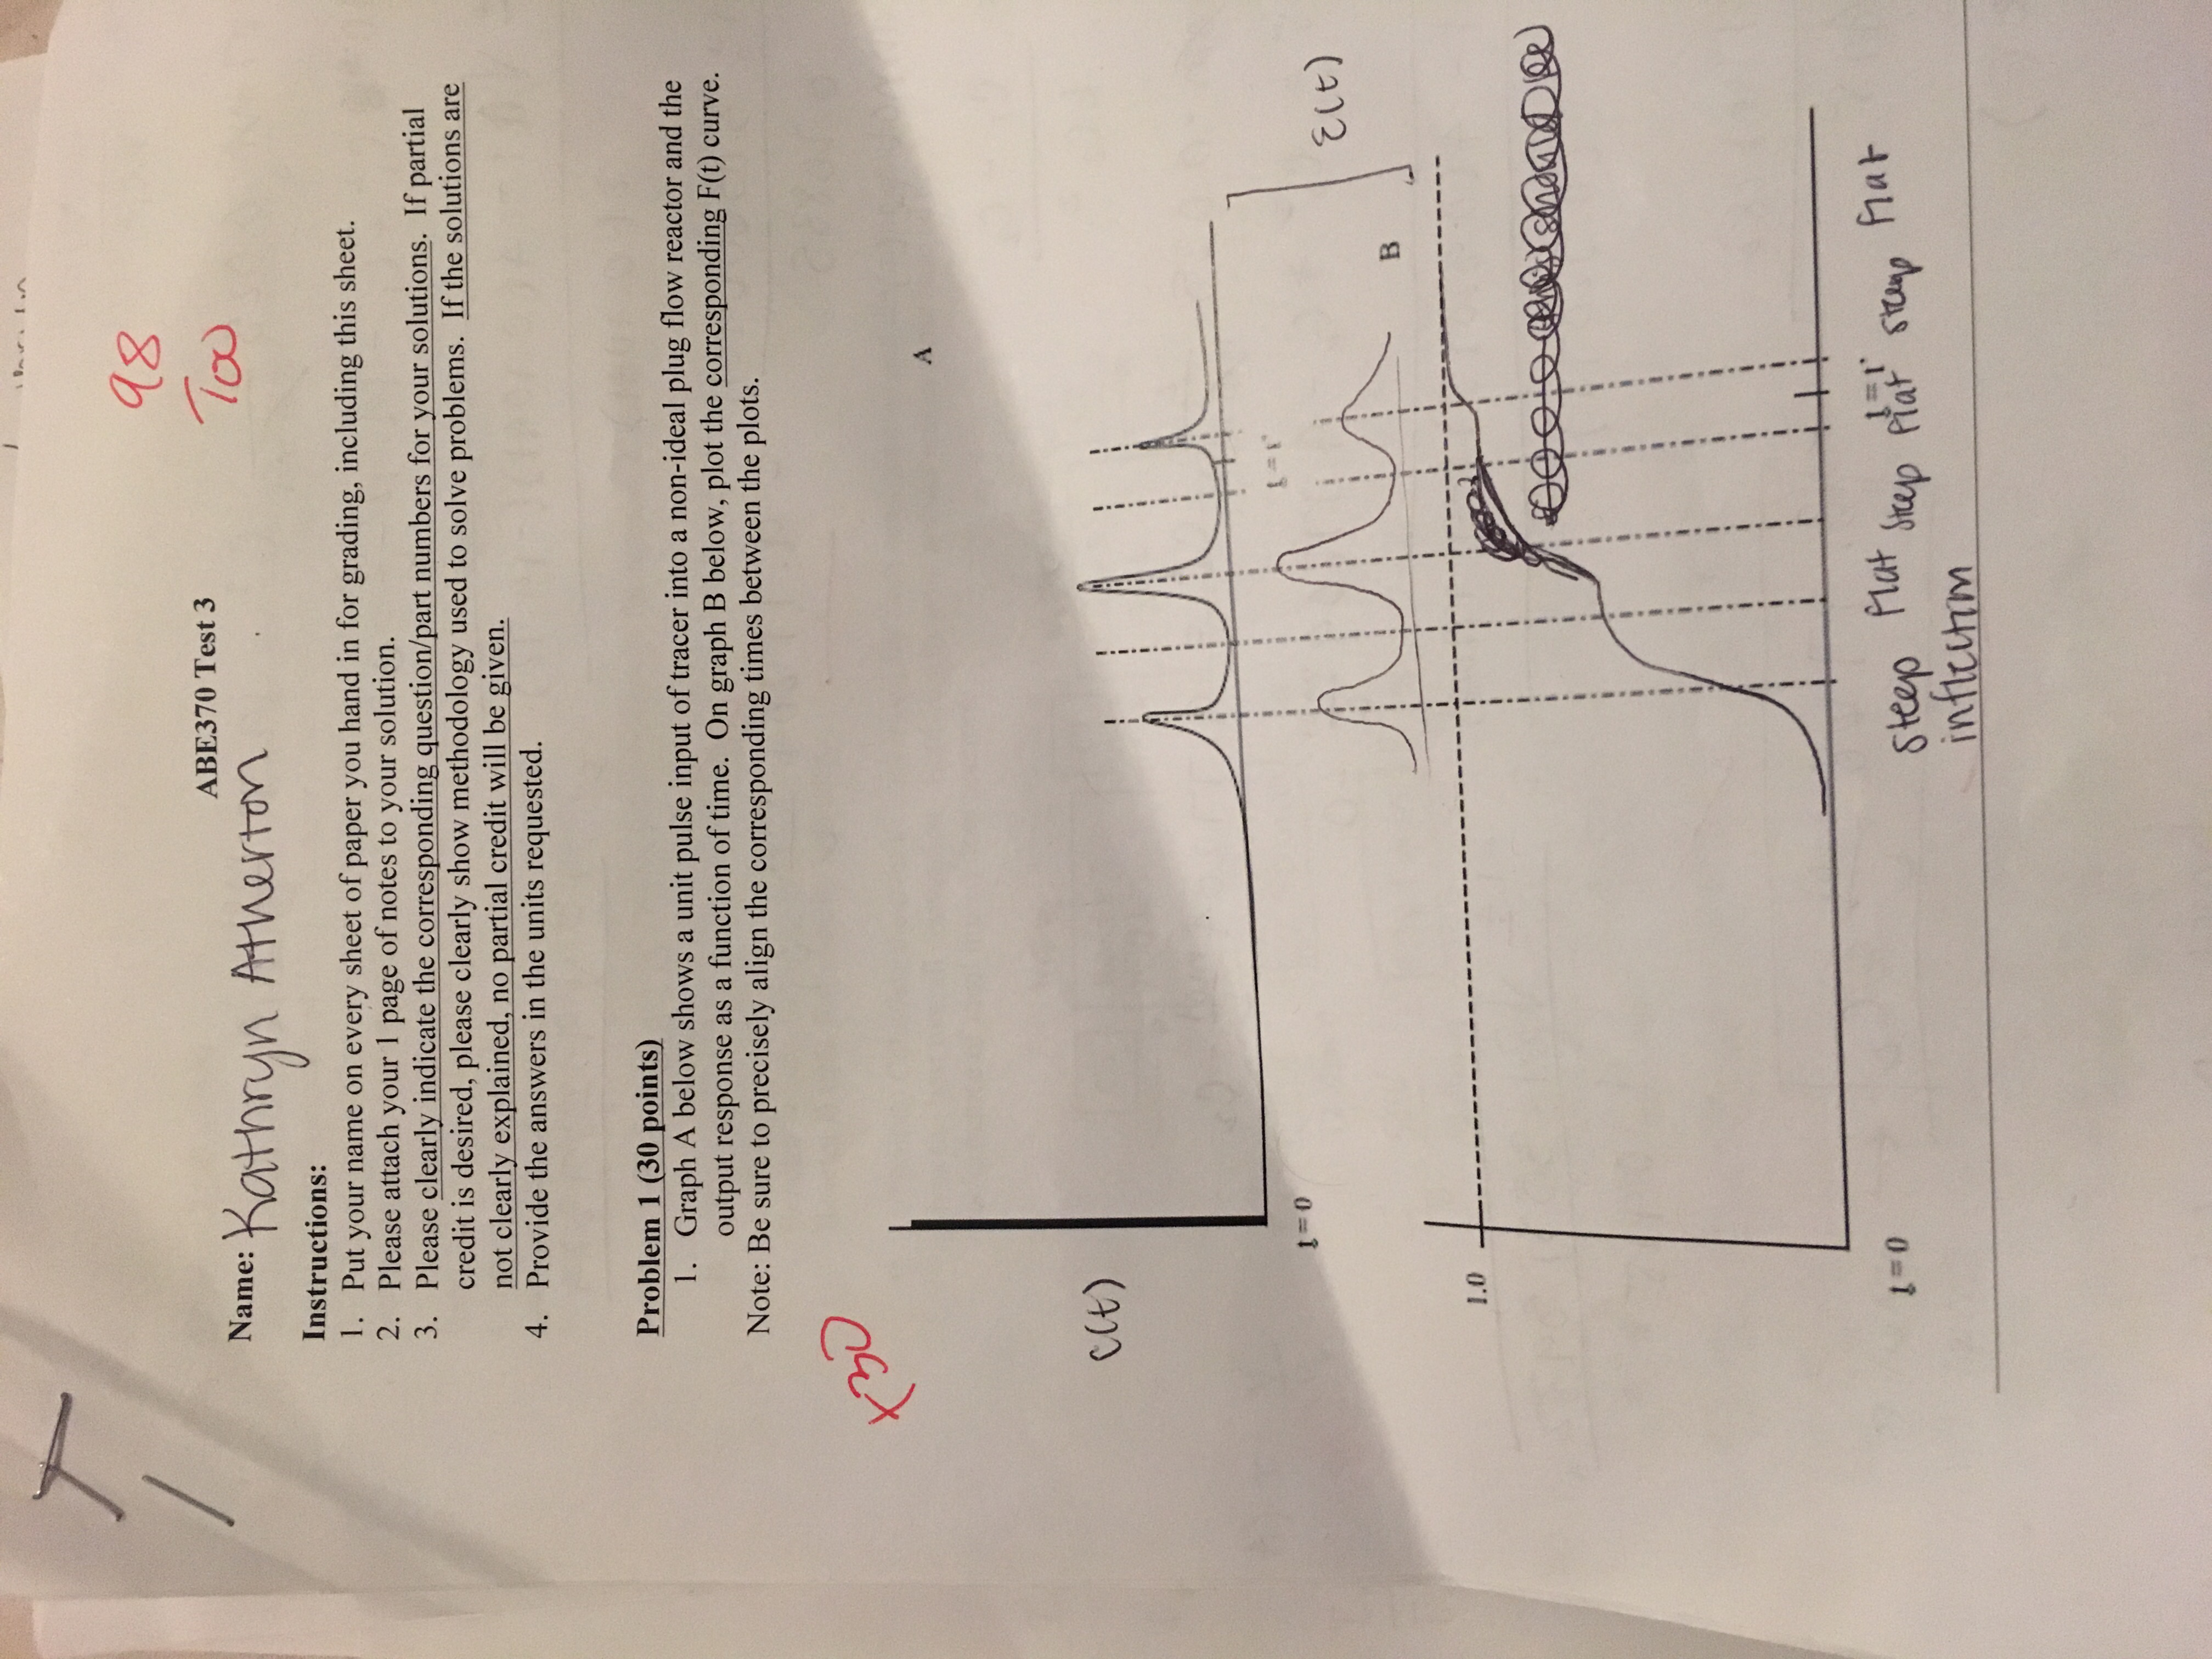 98
100
ABE370 Test 3
Name: Kathryn Atherton
Instructions:
1. Put your name on every sheet of paper you hand in for grading, including this sheet.
2. Please attach your 1 page of notes to your solution.
3. Please clearly indicate the corresponding question/part numbers for your solutions. If partial
credit is desired, please clearly show methodology used to solve problems. If the solutions are
not clearly explained, no partial credit will be given.
4. Provide the answers in the units requested.
Problem 1 (30 points)
1. Graph A below shows a unit pulse input of tracer into a non-ideal plug flow reactor and the
output response as a function of time. On graph B below, plot the corresponding F(t) curve.
Note: Be sure to precisely align the corresponding times between the plots.
+30
A
C(t)
t=0
E(t)
B
1.0
t=0
steep flat steep flat steep flat
inflection